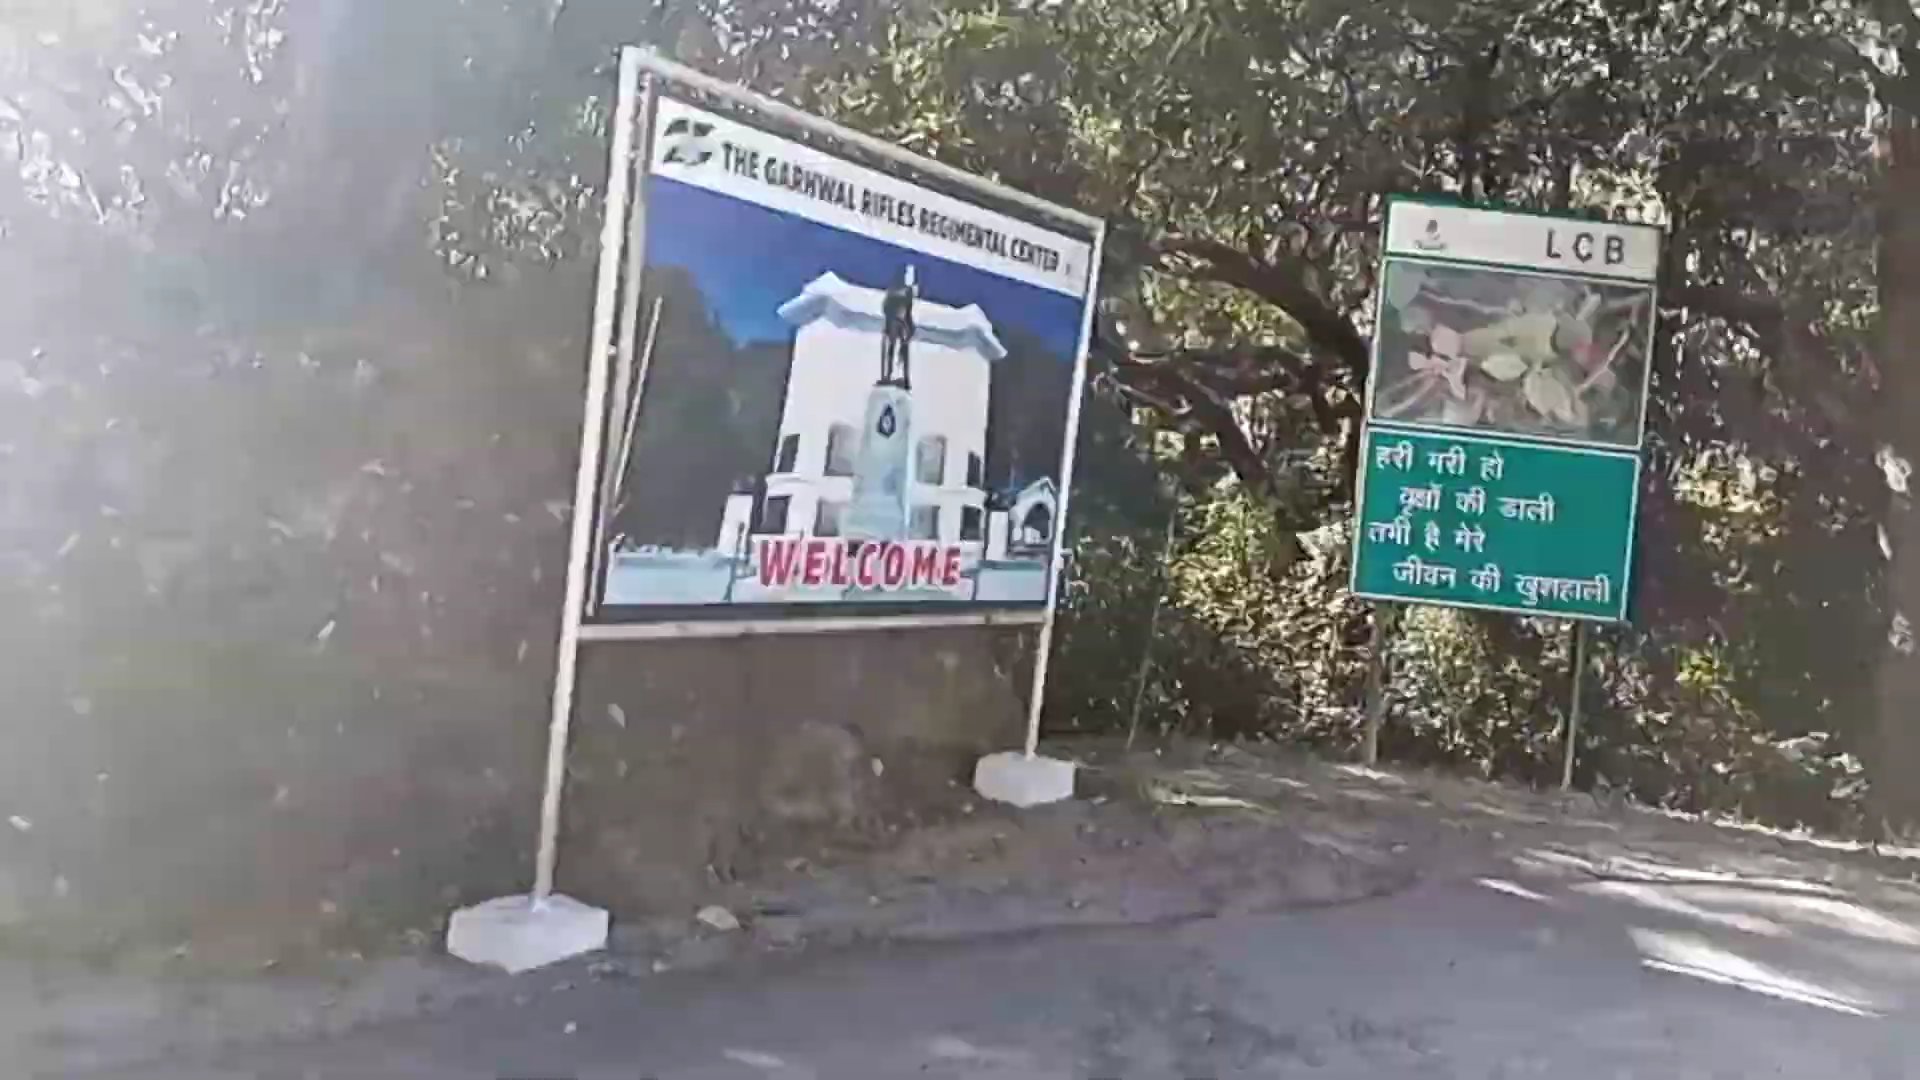 THE GARHWAL RIFLES REGIMENTAL CENTER
WELCOME
LCB
हरी भरी हो
वृक्षों की डाली
तभी है मेरे
जीवन की खुशहाली